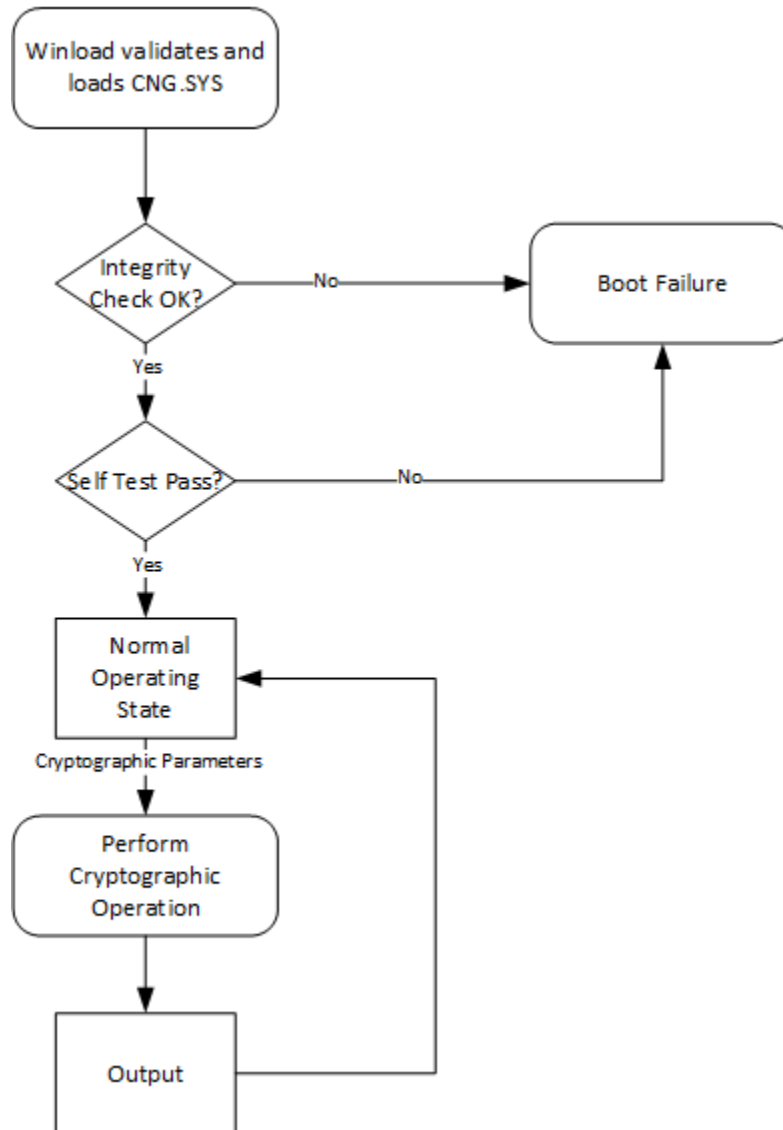 Winload validates and
loads CNG.SYS
Integrity
Check OK?
No
Boot Failure
Yes
Self Test Pass?
No
Yes
Normal
Operating
State
Cryptographic Parameters
Perform
Cryptographic
Operation
Output